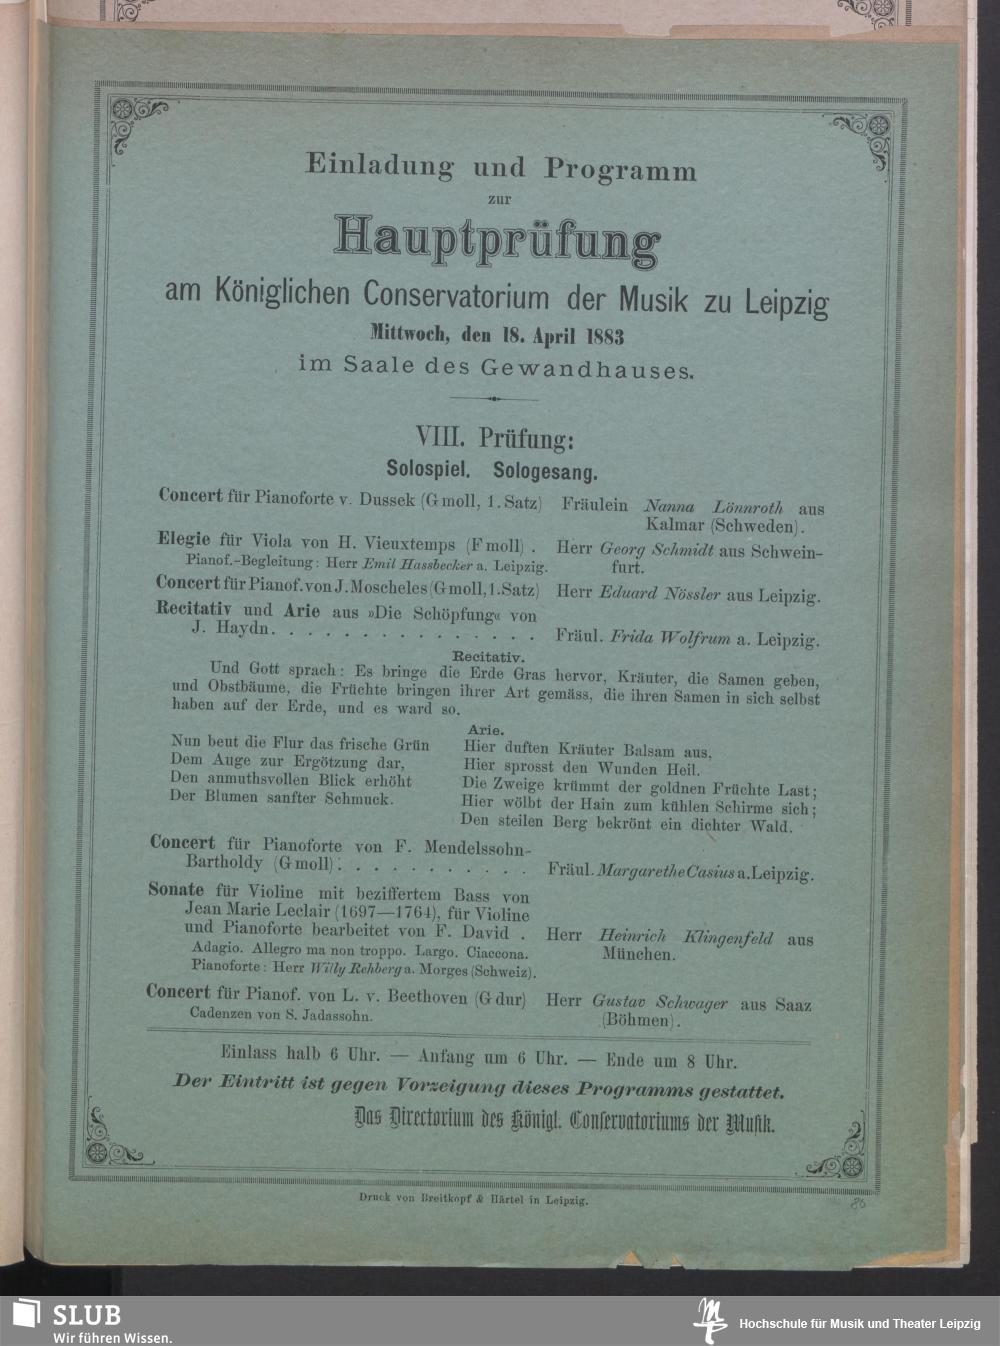 Einladung und Programm
zur
Hauptprüfung
am Königlichen Conservatorium der Musik zu Leipzig
Mittwoch, den 18. April 1883
im Saale des Gewandhauses.
VIII. Prüfung:
Solospiel. Sologesang.
Concert für Pianoforte v. Dussek (G moll, 1. Satz) Fräulein Nanna Lönnroth aus
Kalmar (Schweden).
Elegie für Viola von H. Vieuxtemps (F moll) . Herr Georg Schmidt aus Schwein-
Pianof.-Begleitung: Herr Emil Hassbecker a. Leipzig. furt.
Concert für Pianof. von J. Moscheles (G moll, 1. Satz) Herr Eduard Nössler aus Leipzig.
Recitativ und Arie aus »Die Schöpfung« von
J. Haydn. . . . . . . . . . . . . . . . Fräul. Frida Wolfrum a. Leipzig.
Recitativ.
Und Gott sprach: Es bringe die Erde Gras hervor, Kräuter, die Samen geben,
und Obstbäume, die Früchte bringen ihrer Art gemäss, die ihren Samen in sich selbst
haben auf der Erde, und es ward so.
Arie.
Nun beut die Flur das frische Grün
Dem Auge zur Ergötzung dar,
Den anmuthsvollen Blick erhöht
Der Blumen sanfter Schmuck.
Hier duften Kräuter Balsam aus,
Hier sprosst den Wunden Heil.
Die Zweige krümmt der goldnen Früchte Last;
Hier wölbt der Hain zum kühlen Schirme sich;
Den steilen Berg bekrönt ein dichter Wald.
Concert für Pianoforte von F. Mendelssohn-
Bartholdy (G moll). . . . . . . . . . . . Fräul. Margarethe Casius a. Leipzig.
Sonate für Violine mit beziffertem Bass von
Jean Marie Leclair (1697—1764), für Violine
und Pianoforte bearbeitet von F. David . Herr Heinrich Klingenfeld aus
Adagio. Allegro ma non troppo. Largo. Ciaccona. München.
Pianoforte: Herr Willy Rehberg a. Morges (Schweiz).
Concert für Pianof. von L. v. Beethoven (G dur) Herr Gustav Schwager aus Saaz
Cadenzen von S. Jadassohn. (Böhmen).
Einlass halb 6 Uhr. — Anfang um 6 Uhr. — Ende um 8 Uhr.
Der Eintritt ist gegen Vorzeigung dieses Programms gestattet.
Das Directorium des Königl. Conservatoriums der Musik.
Druck von Breitkopf & Härtel in Leipzig.
SLUB
Wir führen Wissen.
Hochschule für Musik und Theater Leipzig